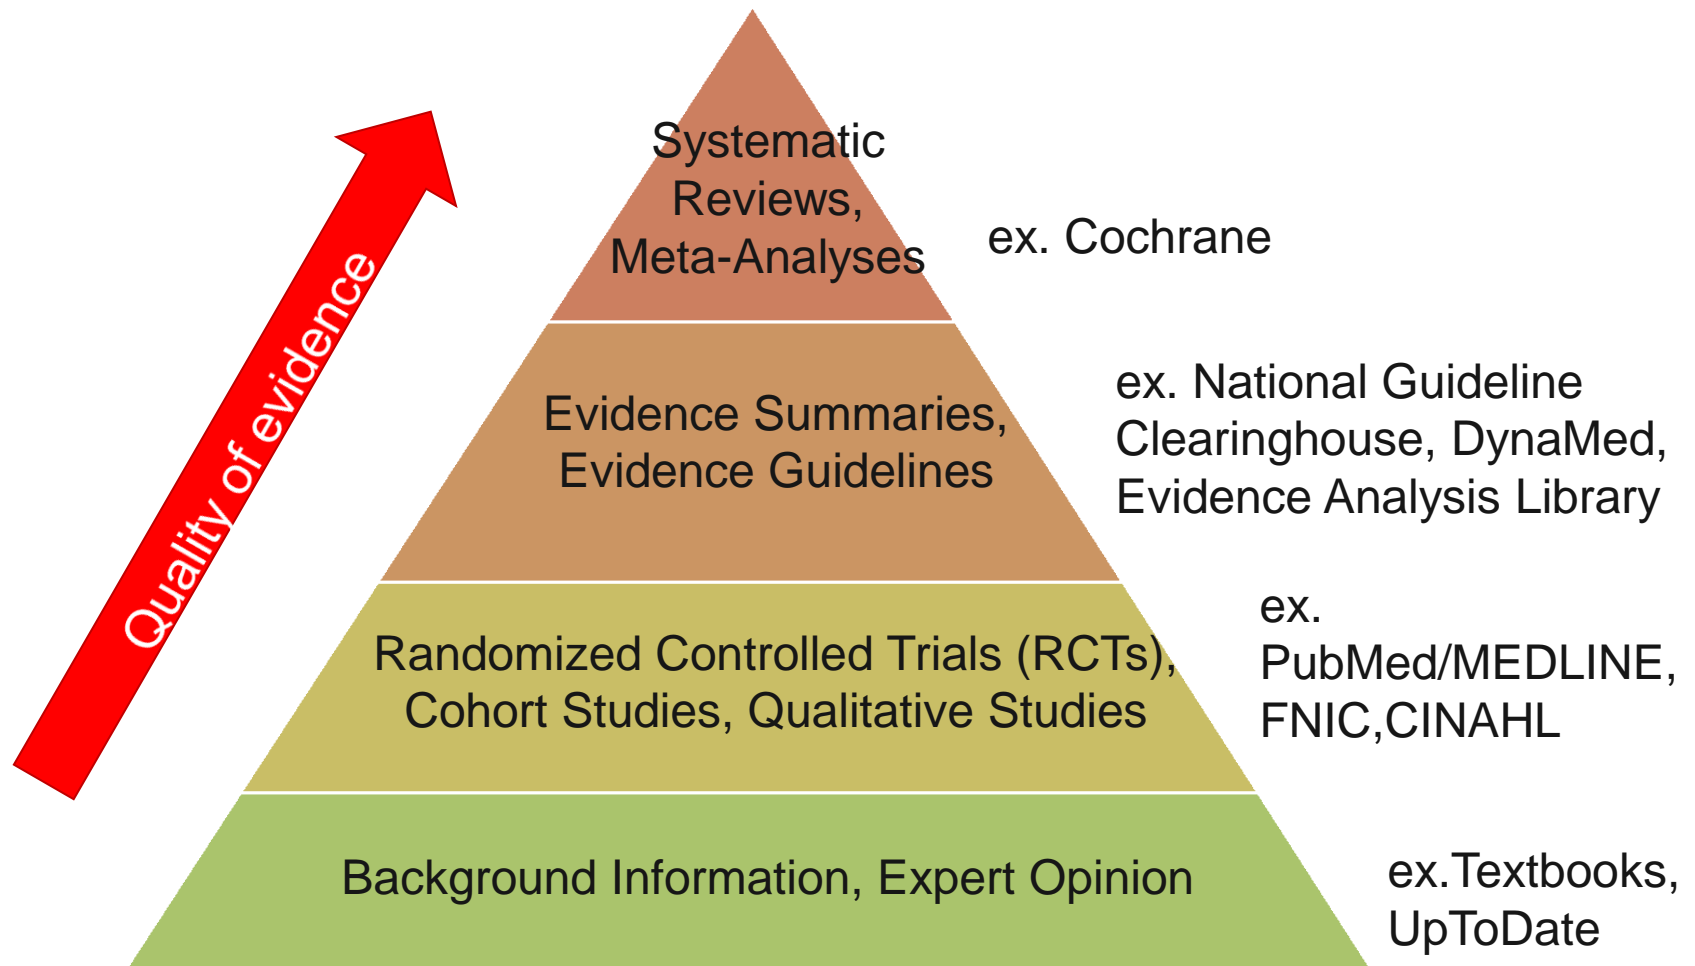 Systematic
Reviews,
Meta-Analyses
ex. Cochrane
Quality of evidence
Evidence Summaries,
Evidence Guidelines
ex. National Guideline
Clearinghouse, DynaMed,
Evidence Analysis Library
Randomized Controlled Trials (RCTs),
Cohort Studies, Qualitative Studies
ex.
PubMed/MEDLINE,
FNIC,CINAHL
Background Information, Expert Opinion
ex.Textbooks,
UpToDate